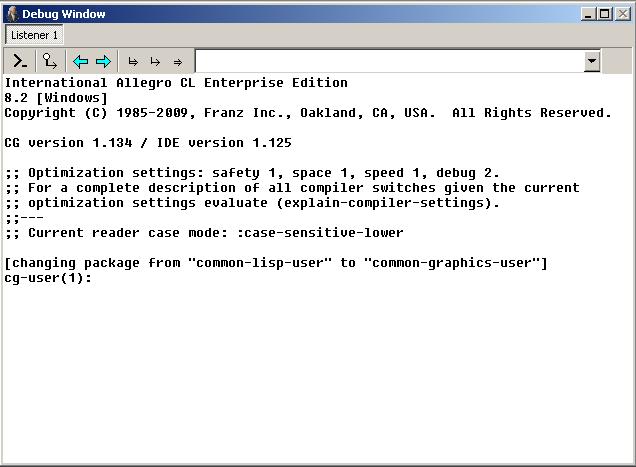 Debug Window
Listener 1
International Allegro CL Enterprise Edition
8.2 [Windows]
Copyright (C) 1985-2009, Franz Inc., Oakland, CA, USA.  All Rights Reserved.
CG version 1.134 / IDE version 1.125
;; Optimization settings: safety 1, space 1, speed 1, debug 2.
;; For a complete description of all compiler switches given the current
;; optimization settings evaluate (explain-compiler-settings).
;;---
;; Current reader case mode: :case-sensitive-lower
[changing package from "common-lisp-user" to "common-graphics-user"]
cg-user(1):